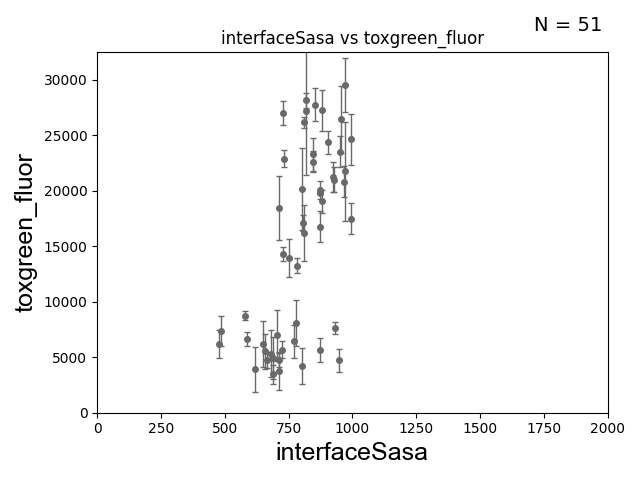 N = 51
interfaceSasa vs toxgreen_fluor
30000
25000
20000
15000
10000
5000
0
toxgreen_fluor
0 250 500 750 1000 1250 1500 1750 2000
interfaceSasa